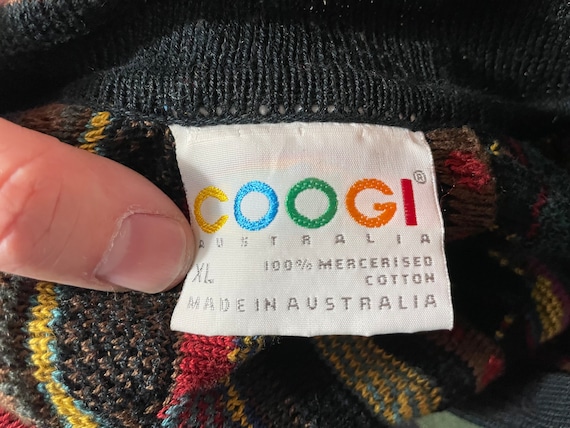 COOGI®
AUSTRALIA
XL 100% MERCERISED
COTTON
MADE IN AUSTRALIA